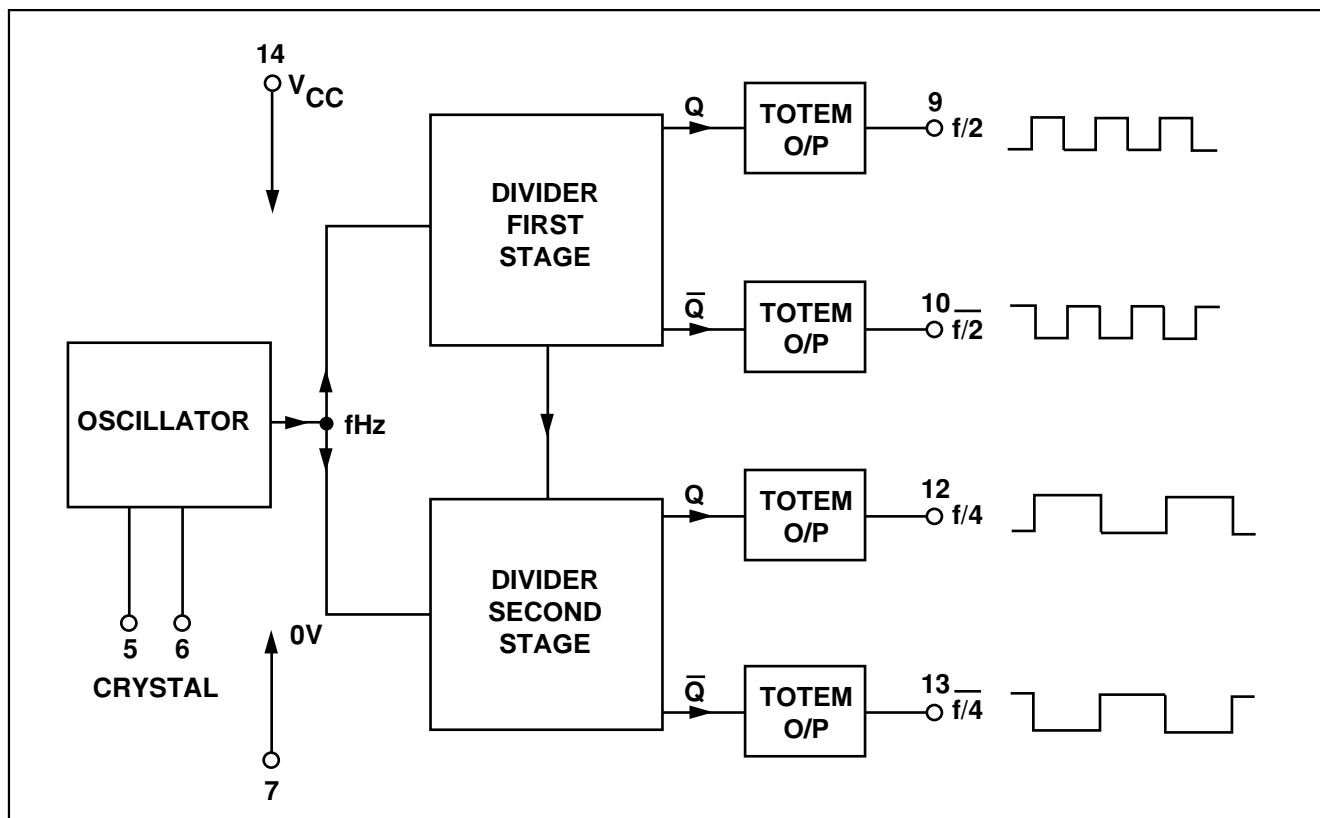 14
VCC
Q
TOTEM
O/P
9
f/2
DIVIDER
FIRST
STAGE
Q̅
TOTEM
O/P
10
f/2̅
OSCILLATOR
fHz
Q
TOTEM
O/P
12
f/4
DIVIDER
SECOND
STAGE
0V
5 6
CRYSTAL
Q̅
TOTEM
O/P
13
f/4̅
7